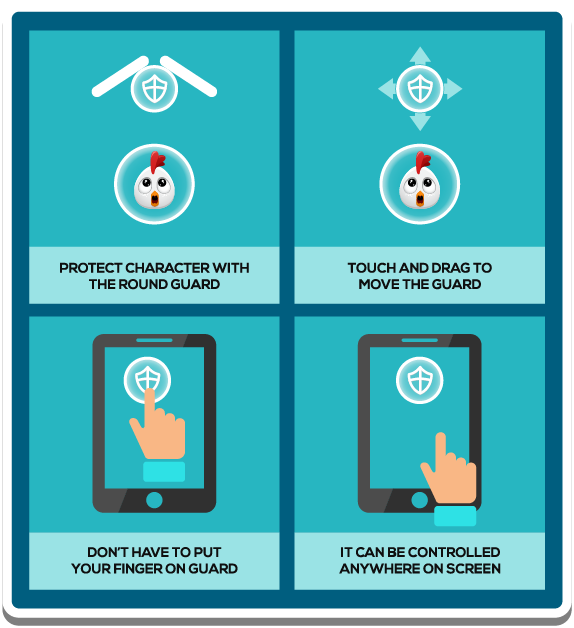 PROTECT CHARACTER WITH
THE ROUND GUARD
TOUCH AND DRAG TO
MOVE THE GUARD
DON'T HAVE TO PUT
YOUR FINGER ON GUARD
IT CAN BE CONTROLLED
ANYWHERE ON SCREEN